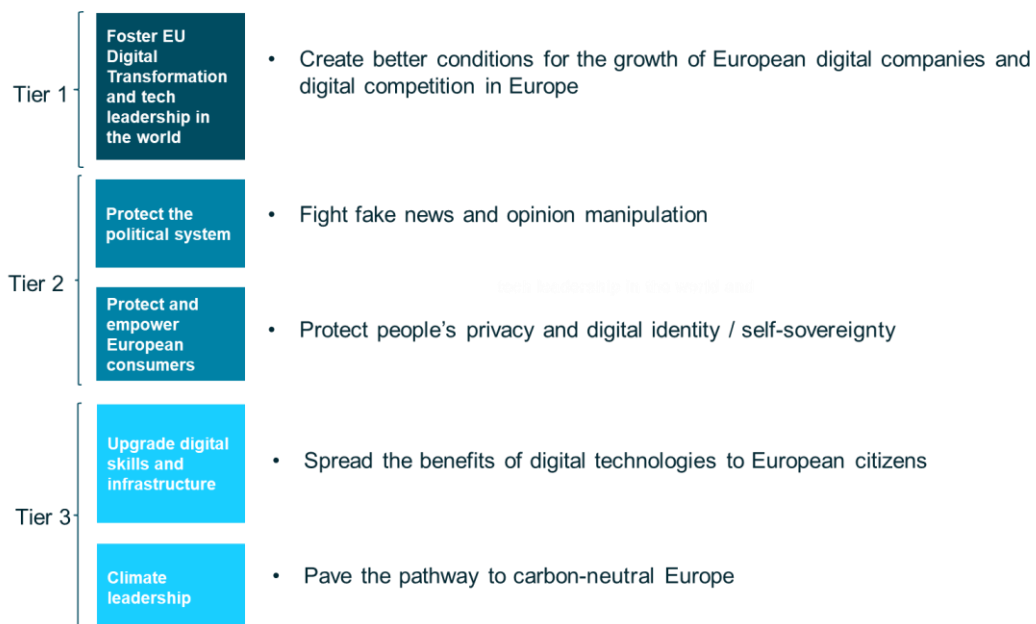 Tier 1
Foster EU
Digital
Transformation
and tech
leadership in
the world
• Create better conditions for the growth of European digital companies and
digital competition in Europe
Tier 2
Protect the
political system
• Fight fake news and opinion manipulation
Protect and
empower
European
consumers
• Protect people’s privacy and digital identity / self-sovereignty
Tier 3
Upgrade digital
skills and
infrastructure
• Spread the benefits of digital technologies to European citizens
Climate
leadership
• Pave the pathway to carbon-neutral Europe